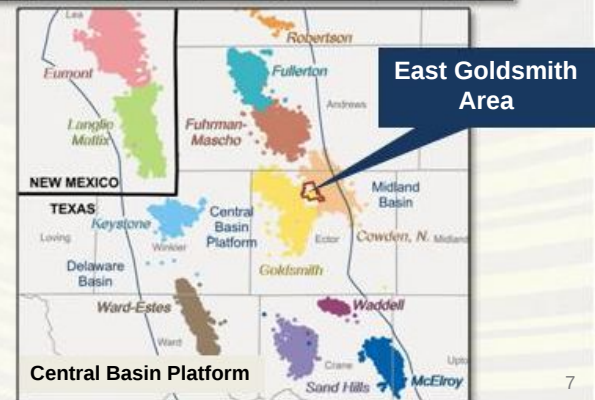 Lea
Robertson
Eumont
Fullerton
East Goldsmith
Area
Andrews
Langlie
Mattix
Fuhrman-
Mascho
NEW MEXICO
TEXAS
Keystone
Central
Basin
Platform
Midland
Basin
Loving
Winkler
Ector
Cowden, N.
Midland
Delaware
Basin
Goldsmith
Ward-Estes
Waddell
Ward
Crane
Upto
Central Basin Platform
Sand Hills
McElroy
7